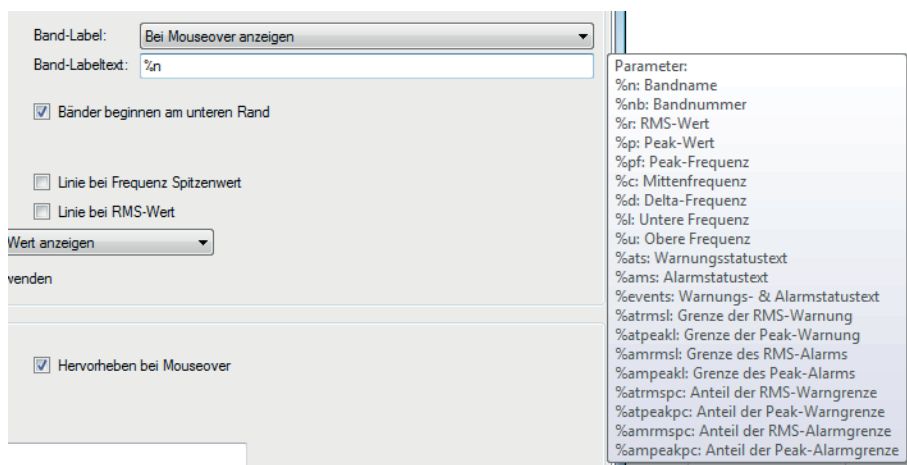 Band-Label: Bei Mouseover anzeigen
Band-Labeltext: %n
Bänder beginnen am unteren Rand
Linie bei Frequenz Spitzenwert
Linie bei RMS-Wert
Wert anzeigen
wenden
Hervorheben bei Mouseover
Parameter:
%n: Bandname
%nb: Bandnummer
%r: RMS-Wert
%p: Peak-Wert
%pf: Peak-Frequenz
%c: Mittenfrequenz
%d: Delta-Frequenz
%l: Untere Frequenz
%u: Obere Frequenz
%ats: Warnungsstatustext
%ams: Alarmstatustext
%events: Warnungs- & Alarmstatustext
%atrmsl: Grenze der RMS-Warnung
%atpeakl: Grenze der Peak-Warnung
%amrmsl: Grenze des RMS-Alarms
%ampeakl: Grenze des Peak-Alarms
%atrmspc: Anteil der RMS-Warngrenze
%atpeakpc: Anteil der Peak-Warngrenze
%amrmspc: Anteil der RMS-Alarmgrenze
%ampeakpc: Anteil der Peak-Alarmgrenze